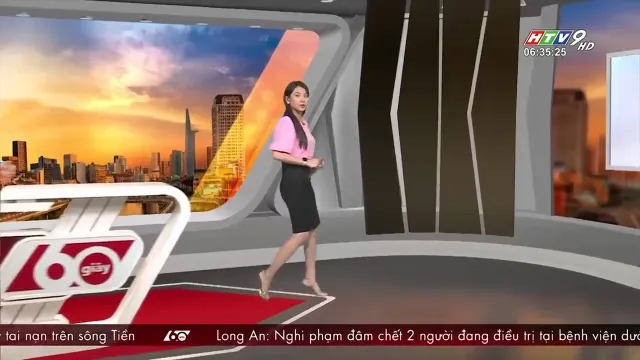 HTV9 HD
06:35:25
60 giây
tai nạn trên sông Tiền 60 Long An: Nghi phạm đâm chết 2 người đang điều trị tại bệnh viện